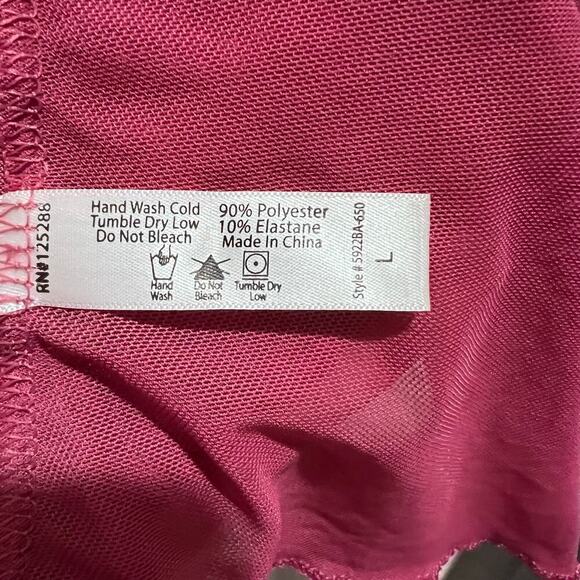 RN#125288
Hand Wash Cold
Tumble Dry Low
Do Not Bleach
Hand
Wash
Do Not
Bleach
Tumble Dry
Low
90% Polyester
10% Elastane
Made In China
Style # 5922BA-650
L